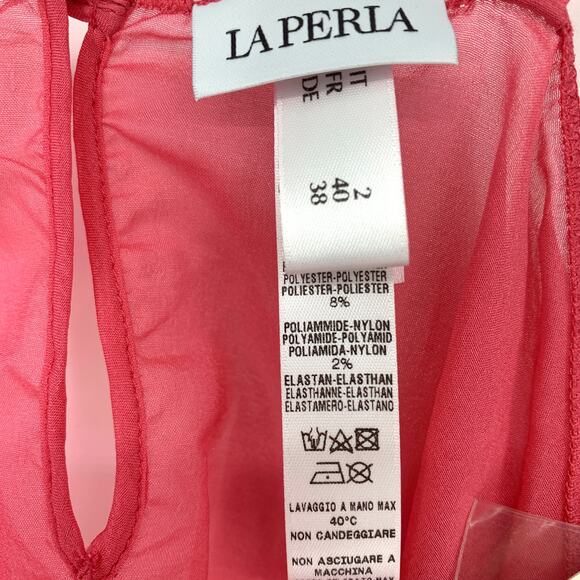 LA PERLA
IT 2
FR 40
DE 38
POLYESTER-POLYESTER
POLIESTER-POLIESTER
8%
POLIAMMIDE-NYLON
POLYAMIDE-POLYAMID
POLIAMIDA-NYLON
2%
ELASTAN-ELASTHAN
ELASTHANNE-ELASTHAN
ELASTAMERO-ELASTANO
LAVAGGIO A MANO MAX
40°C
NON CANDEGGIARE
NON ASCIUGARE A
MACCHINA